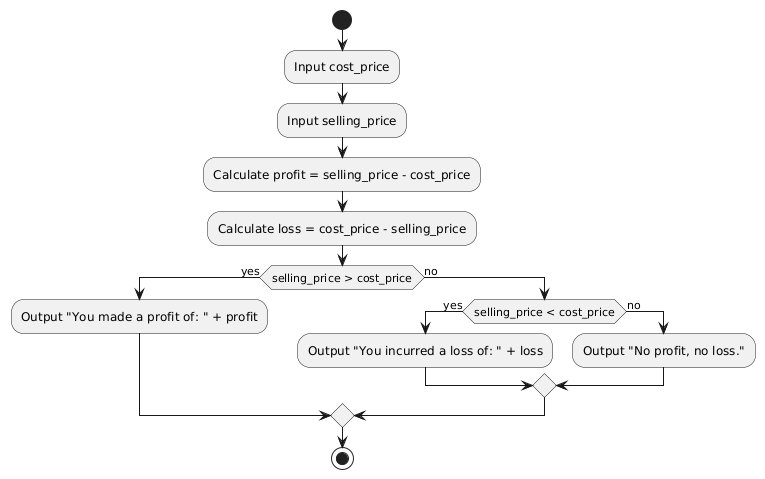 Input cost_price
Input selling_price
Calculate profit = selling_price - cost_price
Calculate loss = cost_price - selling_price
yes
selling_price > cost_price
no
Output "You made a profit of: " + profit
yes
selling_price < cost_price
no
Output "You incurred a loss of: " + loss
Output "No profit, no loss."